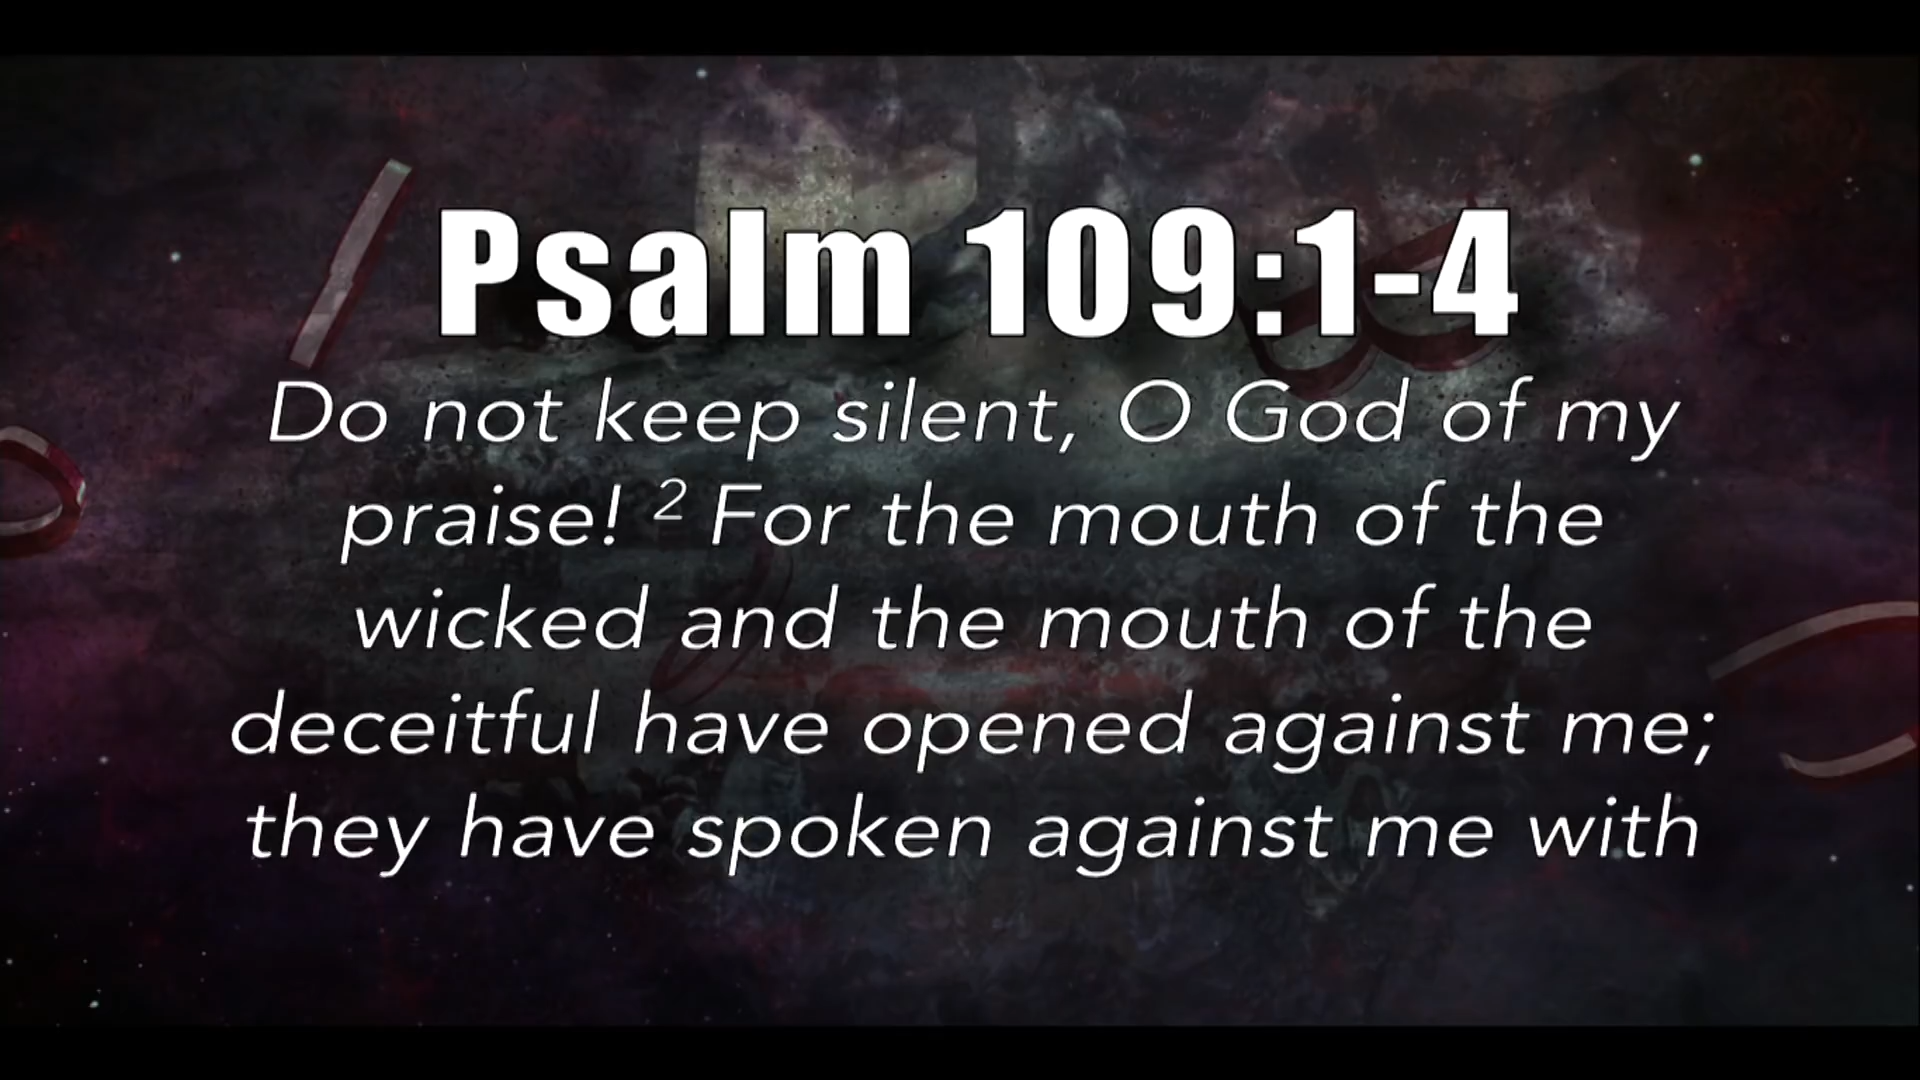 Psalm 109:1-4
Do not keep silent, O God of my
praise! ² For the mouth of the
wicked and the mouth of the
deceitful have opened against me;
they have spoken against me with